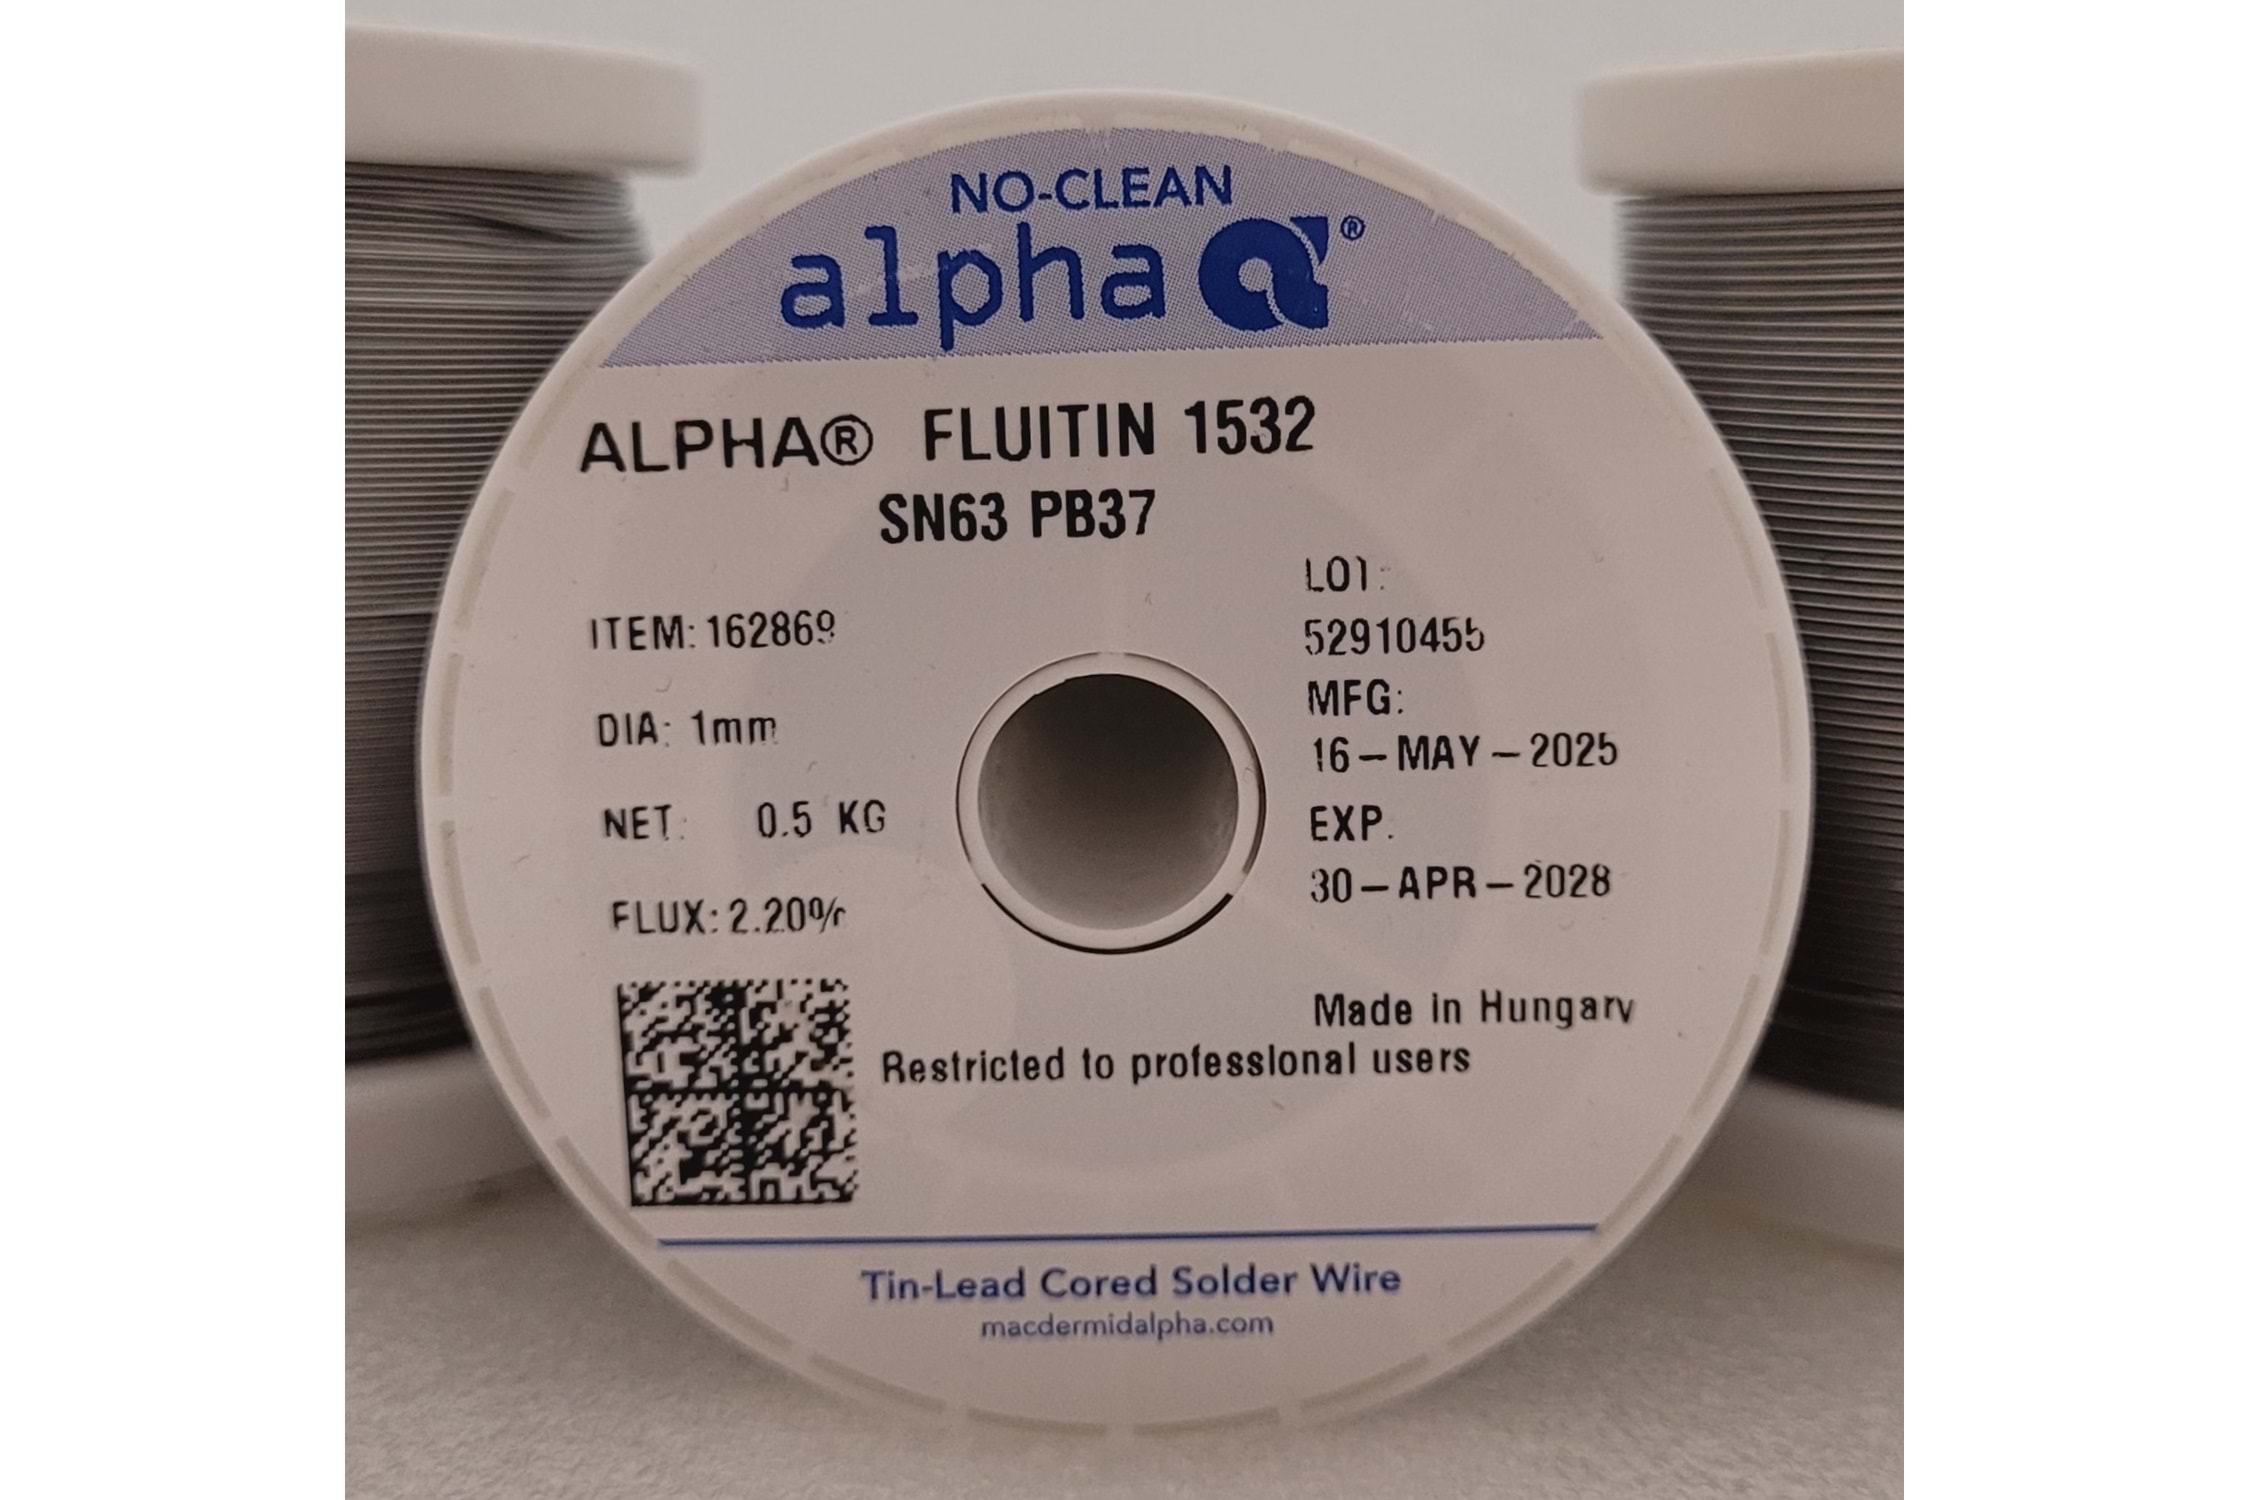 NO-CLEAN
alpha a®
ALPHA® FLUITIN 1532
SN63 PB37
ITEM: 162869
DIA: 1mm
NET: 0.5 KG
FLUX: 2.20%
LOT:
52910455
MFG:
16-MAY-2025
EXP.
30-APR-2028
Made in Hungary
Restricted to professional users
Tin-Lead Cored Solder Wire
macdermidalpha.com